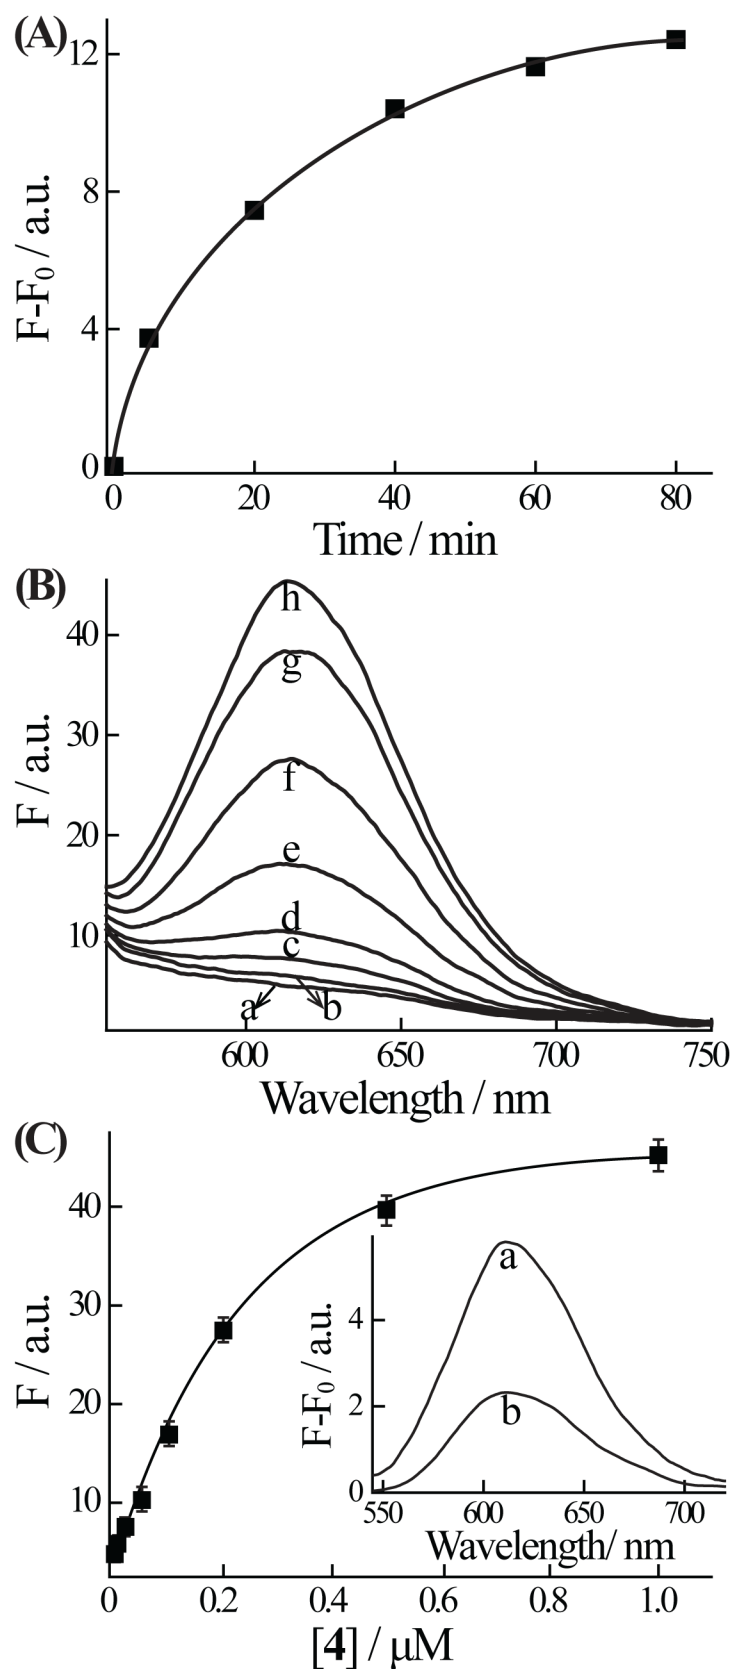 (A)
12
8
4
0
F-F0 / a.u.
0 20 40 60 80
Time / min
(B)
40
30
20
10
F / a.u.
h
g
f
e
d
c
a b
600 650 700 750
Wavelength / nm
(C)
40
30
20
10
F / a.u.
a
b
4
2
0
F-F0 / a.u.
550 600 650 700
Wavelength/ nm
0 0.2 0.4 0.6 0.8 1.0
[4] / μM